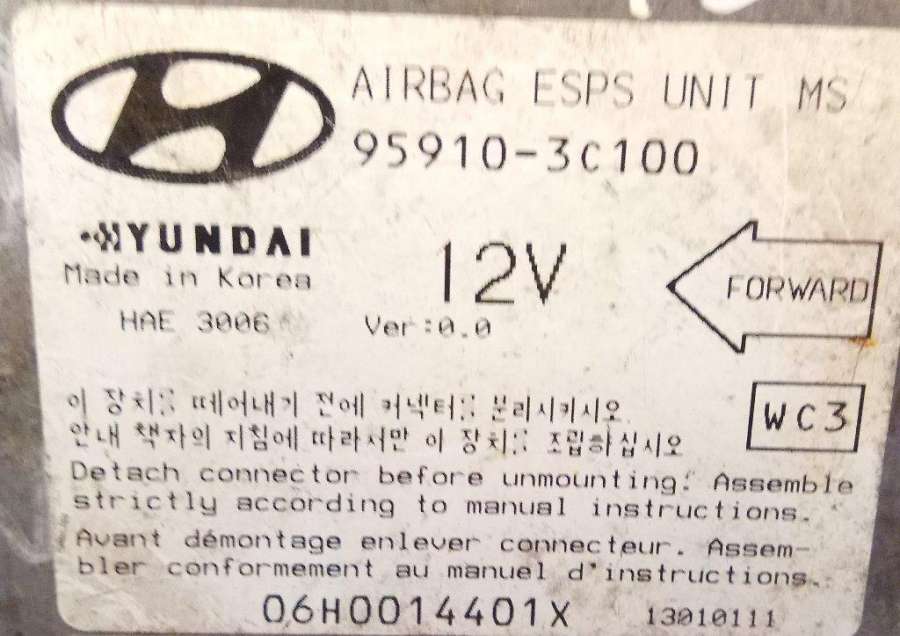 AIRBAG ESPS UNIT MS
95910-3C100
HYUNDAI
Made in Korea
12V
FORWARD
HAE 3006
Ver :0.0
이 장치를 떼어내기 전에 커넥터를 분리시키시오
안내 책자의 지침에 따라서만 이 장치를 조립하십시오
WC3
Detach connector before unmounting. Assemble
strictly according to manual instructions.
Avant démontage enlever connecteur. Assem-
bler conformement au manuel d'instructions.
06H0014401X
13010111